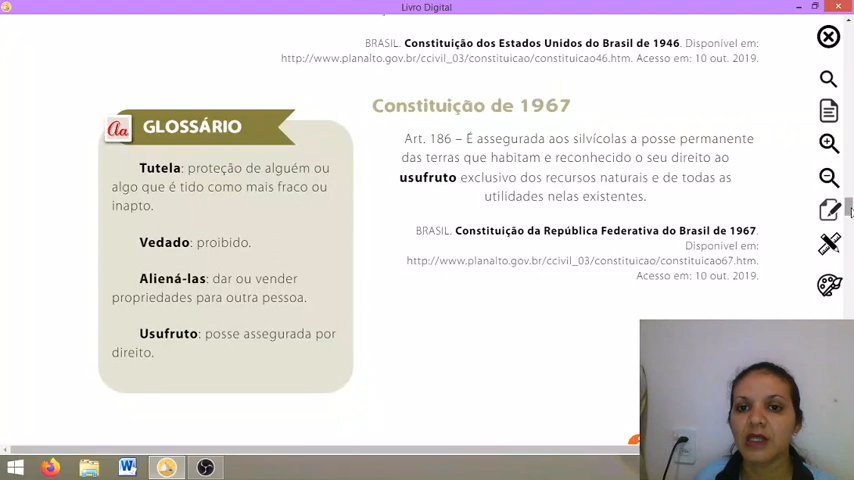 Livro Digital
BRASIL. Constituição dos Estados Unidos do Brasil de 1946. Disponível em:
http://www.planalto.gov.br/ccivil_03/constituicao/constituicao46.htm. Acesso em: 10 out. 2019.
Aa GLOSSÁRIO
Tutela: proteção de alguém ou
algo que é tido como mais fraco ou
inapto.
Vedado: proibido.
Aliená-las: dar ou vender
propriedades para outra pessoa.
Usufruto: posse assegurada por
direito.
Constituição de 1967
Art. 186 – É assegurada aos silvícolas a posse permanente
das terras que habitam e reconhecido o seu direito ao
usufruto exclusivo dos recursos naturais e de todas as
utilidades nelas existentes.
BRASIL. Constituição da República Federativa do Brasil de 1967.
Disponível em:
http://www.planalto.gov.br/ccivil_03/constituicao/constituicao67.htm.
Acesso em: 10 out. 2019.